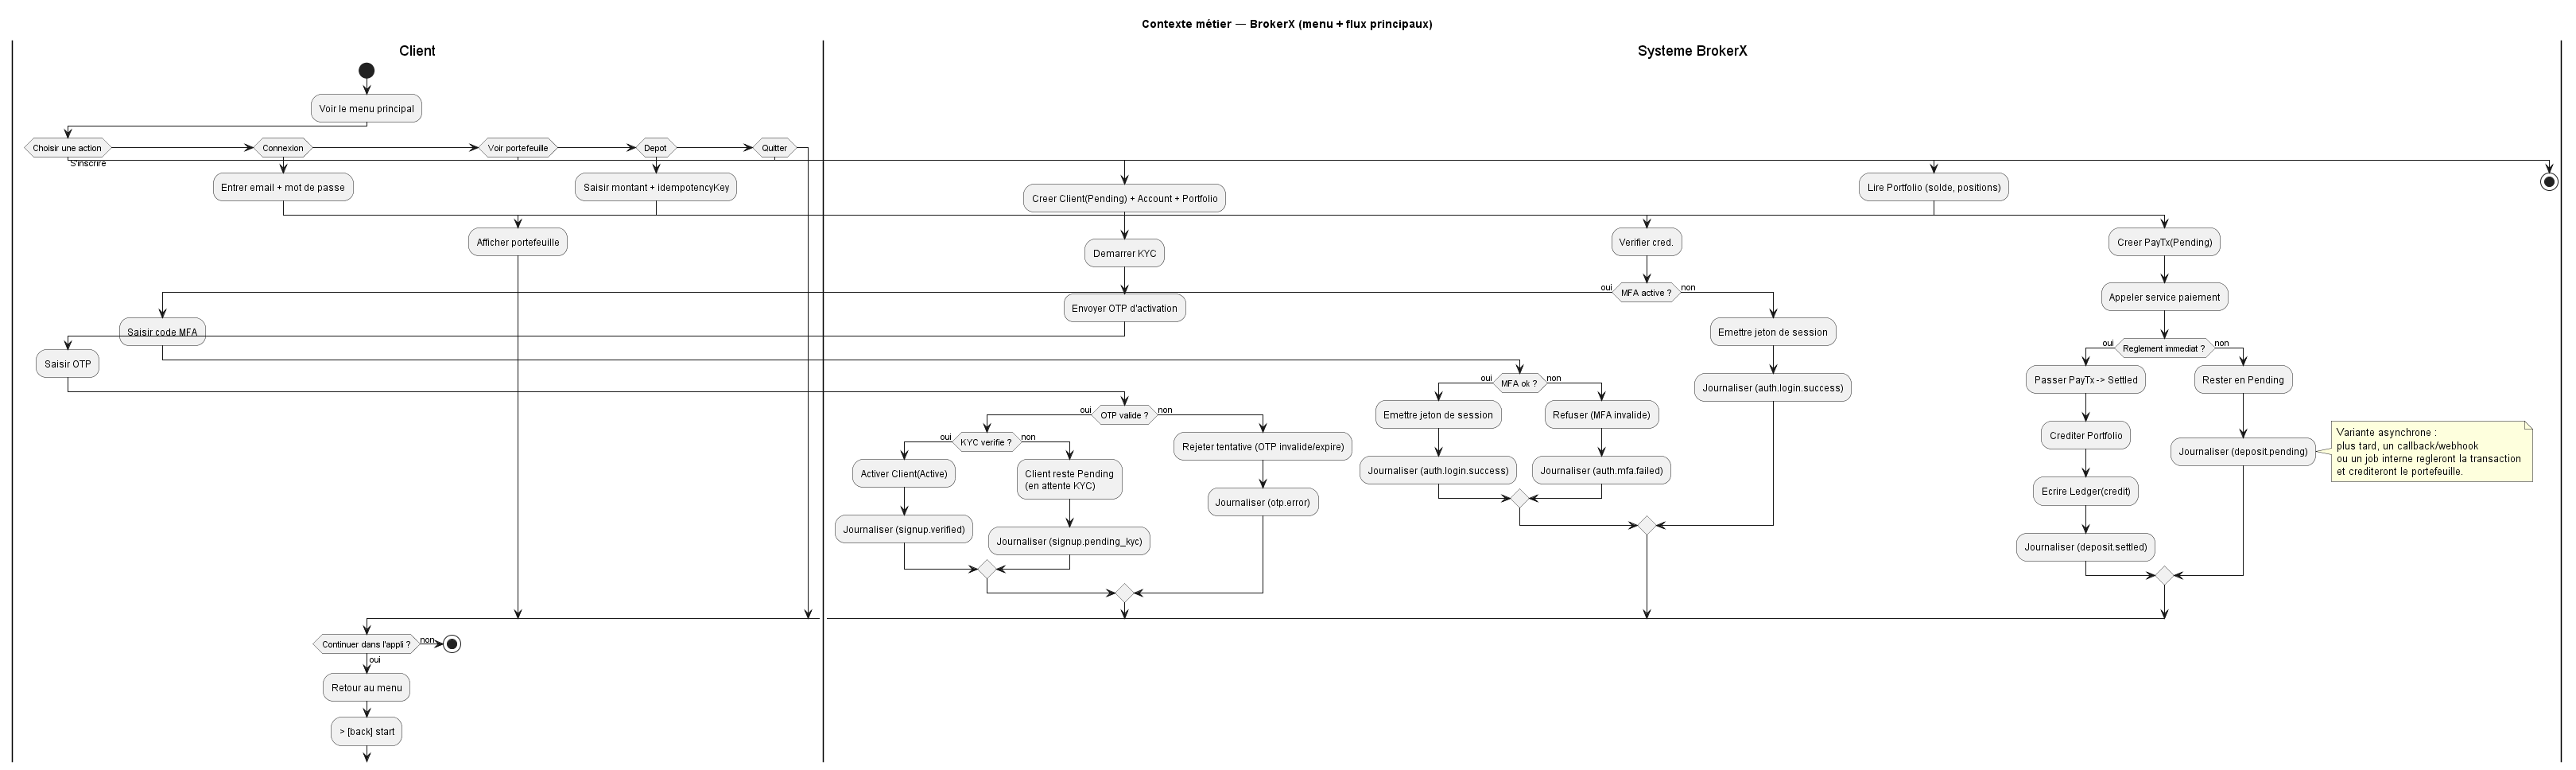 Contexte métier — BrokerX (menu + flux principaux)
Client
Systeme BrokerX
Voir le menu principal
Choisir une action
Connexion
Voir portefeuille
Depot
Quitter
S'inscrire
Entrer email + mot de passe
Saisir montant + idempotencyKey
Creer Client(Pending) + Account + Portfolio
Lire Portfolio (solde, positions)
Afficher portefeuille
Demarrer KYC
Verifier cred.
Creer PayTx(Pending)
oui
MFA active ?
non
Envoyer OTP d'activation
Appeler service paiement
Saisir code MFA
Emettre jeton de session
Saisir OTP
oui
Reglement immediat ?
non
oui
MFA ok ?
non
Journaliser (auth.login.success)
Passer PayTx -> Settled
Rester en Pending
oui
OTP valide ?
non
Emettre jeton de session
Refuser (MFA invalide)
oui
KYC verifie ?
non
Rejeter tentative (OTP invalide/expire)
Crediter Portfolio
Journaliser (deposit.pending)
Variante asynchrone :
plus tard, un callback/webhook
ou un job interne regleront la transaction
et crediteront le portefeuille.
Activer Client(Active)
Client reste Pending
(en attente KYC)
Journaliser (auth.login.success)
Journaliser (auth.mfa.failed)
Journaliser (otp.error)
Ecrire Ledger(credit)
Journaliser (signup.verified)
Journaliser (signup.pending_kyc)
Journaliser (deposit.settled)
Continuer dans l'appli ?
non
oui
Retour au menu
> [back] start